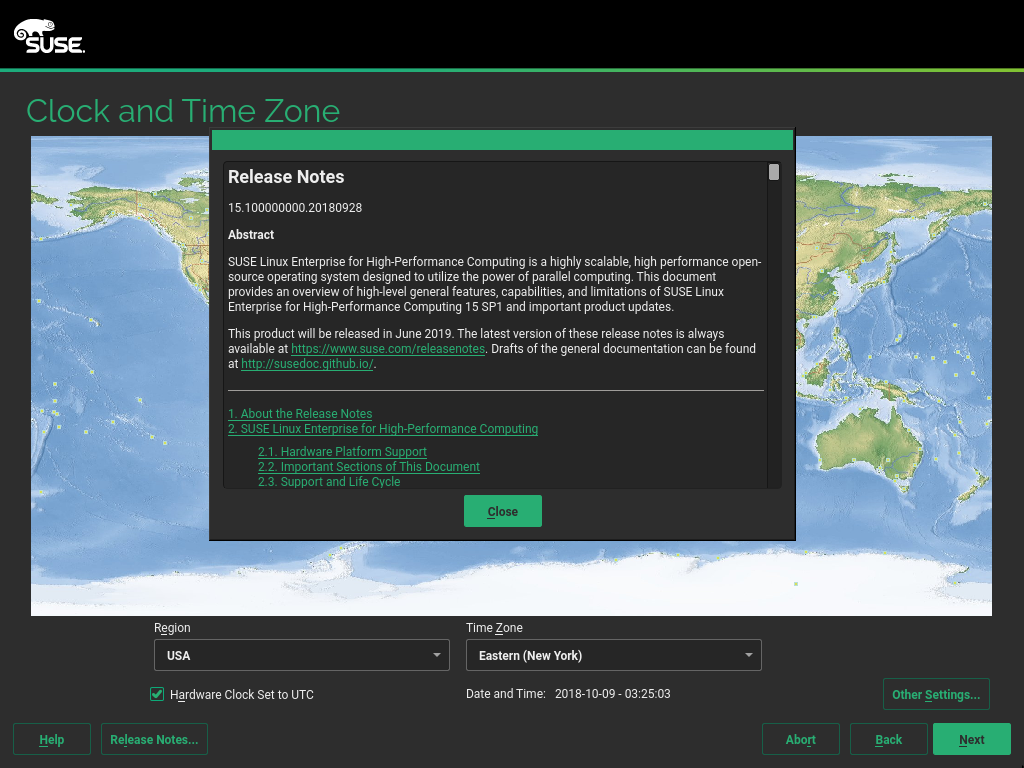 SUSE.
Clock and Time Zone
Release Notes
15.100000000.20180928
Abstract
SUSE Linux Enterprise for High-Performance Computing is a highly scalable, high performance open-
source operating system designed to utilize the power of parallel computing. This document
provides an overview of high-level general features, capabilities, and limitations of SUSE Linux
Enterprise for High-Performance Computing 15 SP1 and important product updates.
This product will be released in June 2019. The latest version of these release notes is always
available at https://www.suse.com/releasenotes. Drafts of the general documentation can be found
at http://susedoc.github.io/.
1. About the Release Notes
2. SUSE Linux Enterprise for High-Performance Computing
2.1. Hardware Platform Support
2.2. Important Sections of This Document
2.3. Support and Life Cycle
Close
Region
Time Zone
USA
Eastern (New York)
Hardware Clock Set to UTC
Date and Time: 2018-10-09 - 03:25:03
Other Settings...
Help
Release Notes...
Abort
Back
Next